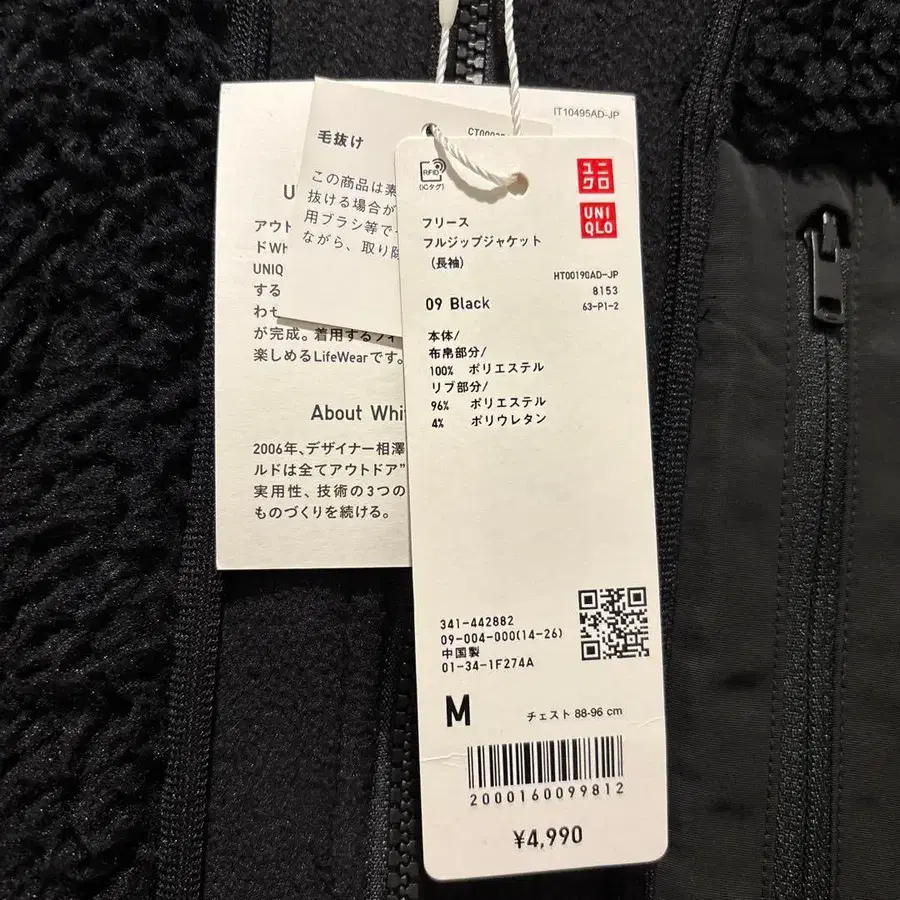 IT10495AD-JP
毛抜け
この商品は素
抜ける場合が
用ブラシ等で
ながら、取り除
アウト
ドWh
UNIQ
する
わせ
が完成。着用するフィ
楽しめるLifeWearです。
About Whi
2006年、デザイナー相澤
ルドは全てアウトドア”
実用性、技術の3つの
ものづくりを続ける。
RFID
(ICタグ)
ユニクロ
UNIQLO
フリース
フルジップジャケット
(長袖)
HT00190AD-JP
8153
63-P1-2
09 Black
本体/
布帛部分/
100% ポリエステル
リブ部分/
96% ポリエステル
4% ポリウレタン
341-442882
09-004-000(14-26)
中国製
01-34-1F274A
M チェスト 88-96 cm
2000160099812
¥4,990